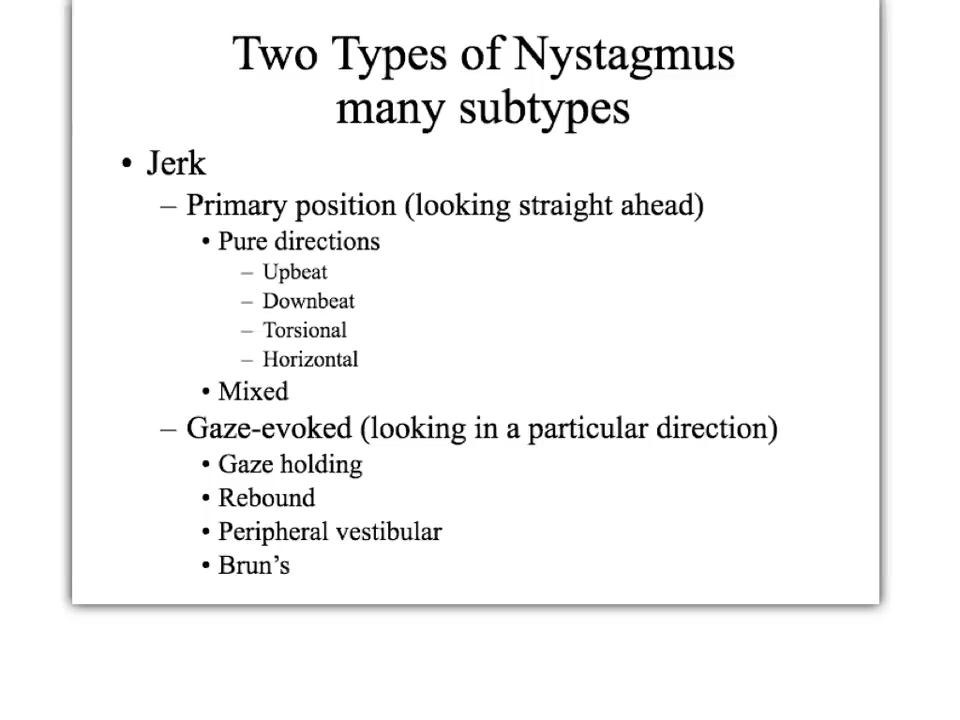 Two Types of Nystagmus
many subtypes
• Jerk
– Primary position (looking straight ahead)
• Pure directions
– Upbeat
– Downbeat
– Torsional
– Horizontal
• Mixed
– Gaze-evoked (looking in a particular direction)
• Gaze holding
• Rebound
• Peripheral vestibular
• Brun’s